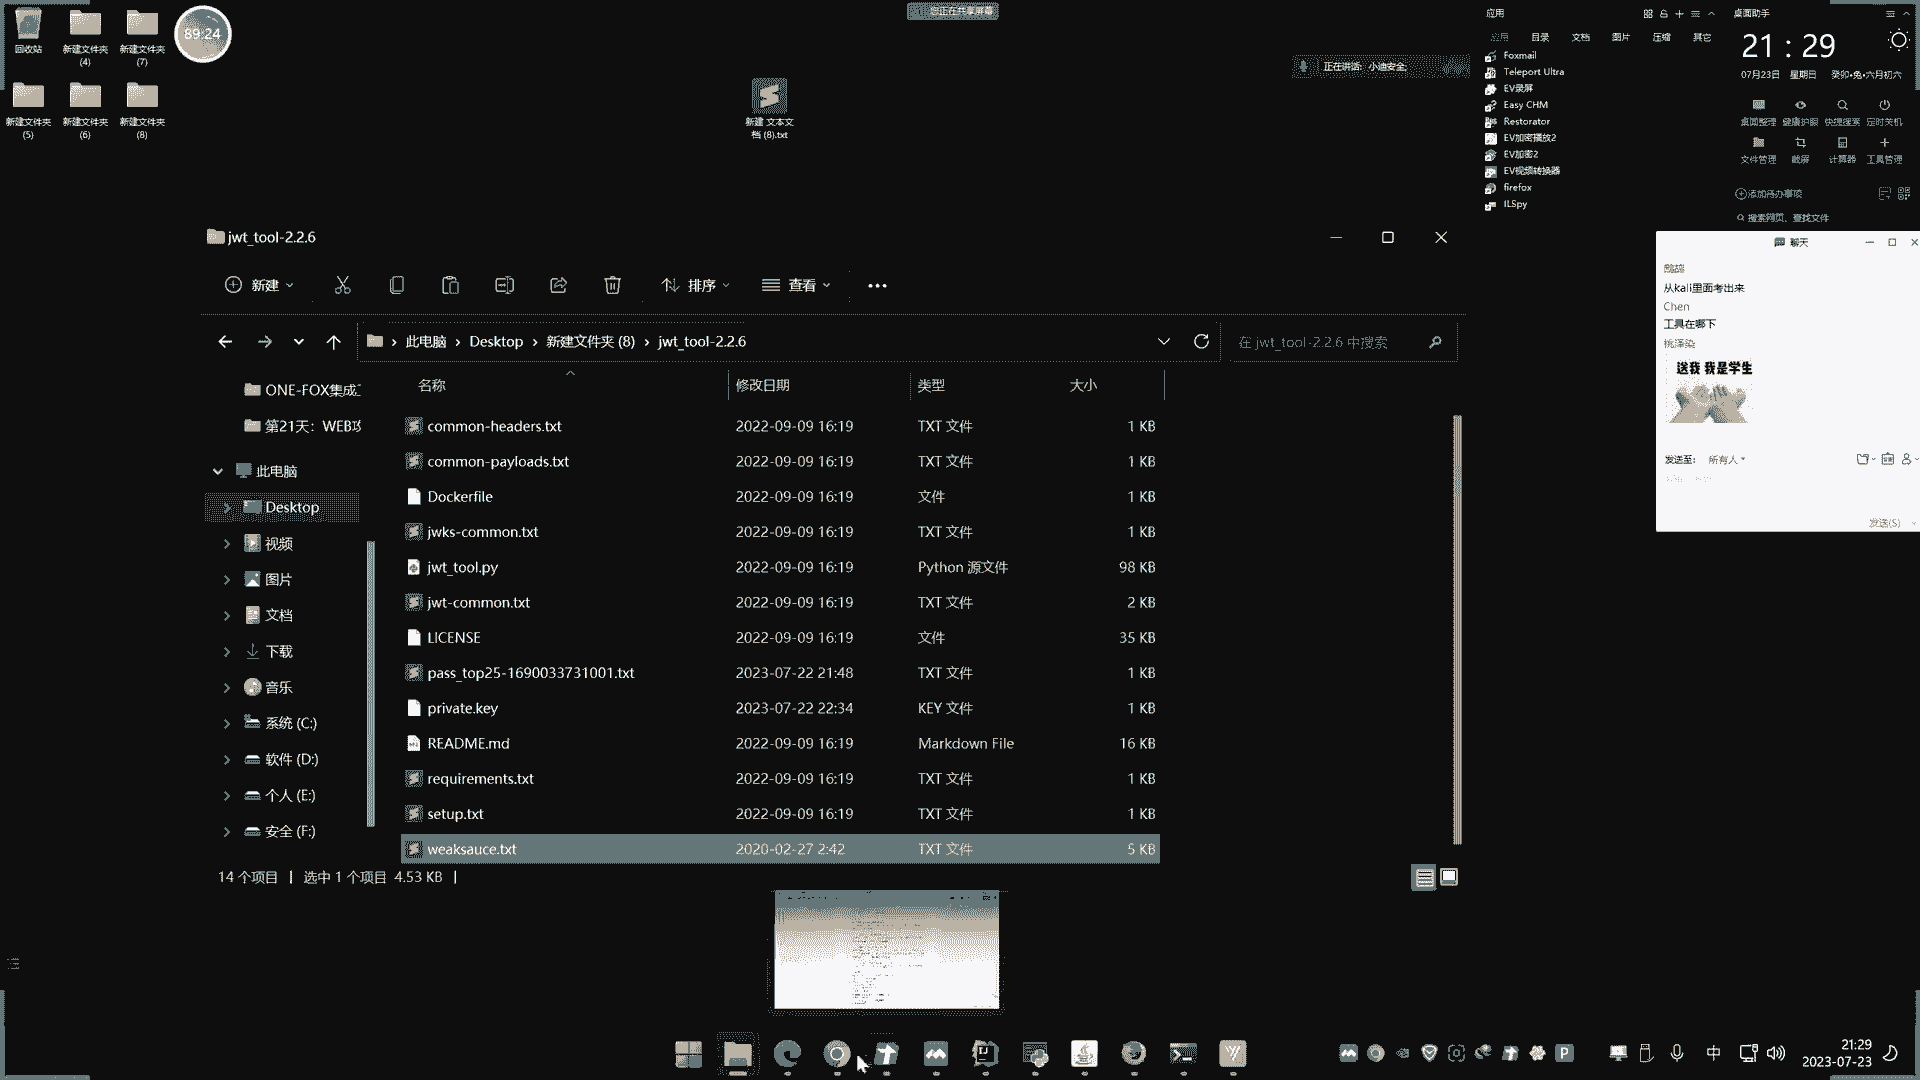 回收站
新建文件夹
(4)
新建文件夹
(7)
89:24
新建文件夹
(5)
新建文件夹
(6)
新建文件夹
(8)
新建 文本文
档 (8).txt
您正在共享屏幕
正在讲话: 小迪安全;
应用
应用
目录
文档
图片
压缩
其它
Foxmail
Teleport Ultra
EV录屏
Easy CHM
Restorator
EV加密播放2
EV加密2
EV视频转换器
firefox
ILSpy
桌面助手
21 : 29
07月23日 星期日 癸卯•兔•六月初六
桌面整理
健康护眼
快捷搜索
定时关机
文件管理
截屏
计算器
工具管理
添加待办事项
搜索网页、查找文件
聊天
从kali里面考出来
Chen
工具在哪下
桃泽染
送我 我是学生
发送至: 所有人
发送(S)
jwt_tool-2.2.6
新建
排序
查看
此电脑 › Desktop › 新建文件夹 (8) › jwt_tool-2.2.6
在 jwt_tool-2.2.6 中搜索
ONE-FOX集成
第21天：WEB攻
此电脑
Desktop
视频
图片
文档
下载
音乐
系统 (C:)
软件 (D:)
个人 (E:)
安全 (F:)
名称 修改日期 类型 大小
common-headers.txt 2022-09-09 16:19 TXT 文件 1 KB
common-payloads.txt 2022-09-09 16:19 TXT 文件 1 KB
Dockerfile 2022-09-09 16:19 文件 1 KB
jwks-common.txt 2022-09-09 16:19 TXT 文件 1 KB
jwt_tool.py 2022-09-09 16:19 Python 源文件 98 KB
jwt-common.txt 2022-09-09 16:19 TXT 文件 2 KB
LICENSE 2022-09-09 16:19 文件 35 KB
pass_top25-1690033731001.txt 2023-07-22 21:48 TXT 文件 1 KB
private.key 2023-07-22 22:34 KEY 文件 1 KB
README.md 2022-09-09 16:19 Markdown File 16 KB
requirements.txt 2022-09-09 16:19 TXT 文件 1 KB
setup.txt 2022-09-09 16:19 TXT 文件 1 KB
weaksauce.txt 2020-02-27 2:42 TXT 文件 5 KB
14 个项目 | 选中 1 个项目 4.53 KB |
中
21:29
2023-07-23